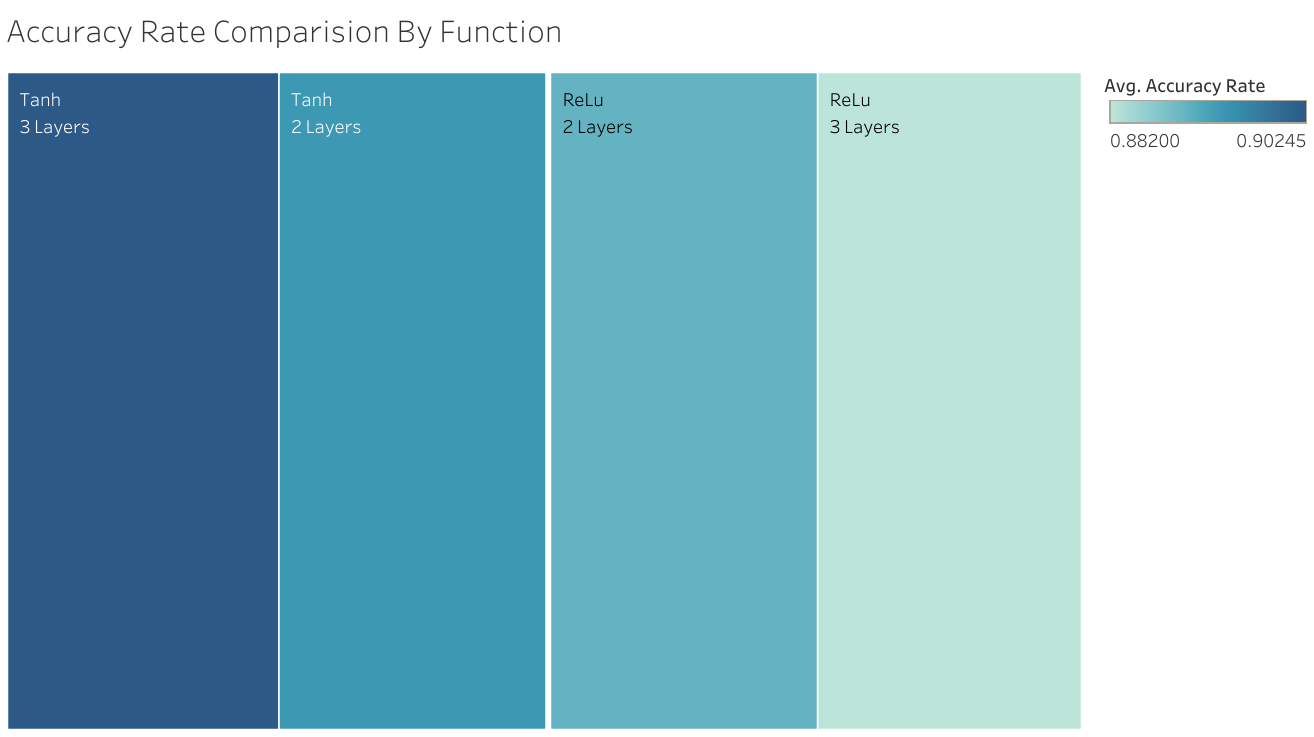 Accuracy Rate Comparision By Function
Tanh
3 Layers
Tanh
2 Layers
ReLu
2 Layers
ReLu
3 Layers
Avg. Accuracy Rate
0.88200 0.90245